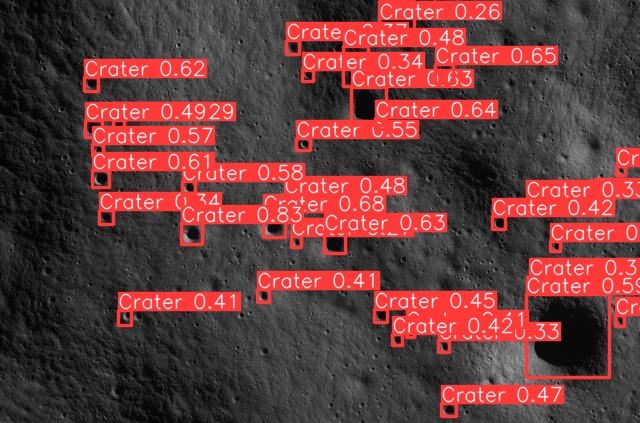 Crater 0.26
Crate
Crater 0.48
Crater 0.65
Crater 0.34
Crater 0.62
Crater 0.63
Crater 0.64
Crater 0.4929
Crater 0.55
Crater 0.57
Crater 0.61
Cr
Crater 0.58
Crater 0.48
Crater 0.3
Crater 0.34
Crater 0.68
Crater 0.42
Crater 0.83
Crater 0.63
Crater 0.
Crater 0.3
Crater 0.41
Crater 0.59
Crater 0.41
Crater 0.45
Cr
Crater 0.42
0.33
Crater 0.47